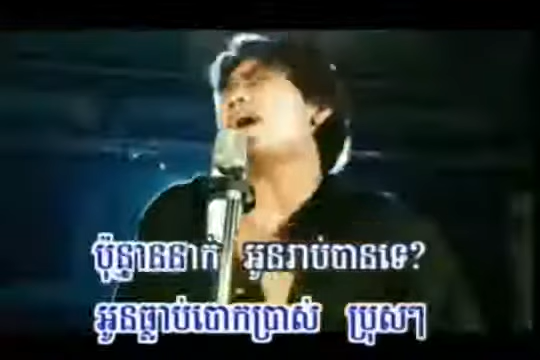 ប៉ុន្មាននាក់ អូនរាប់បានទេ?
អូនធ្លាប់បោកប្រាស់ ប្រុសៗ